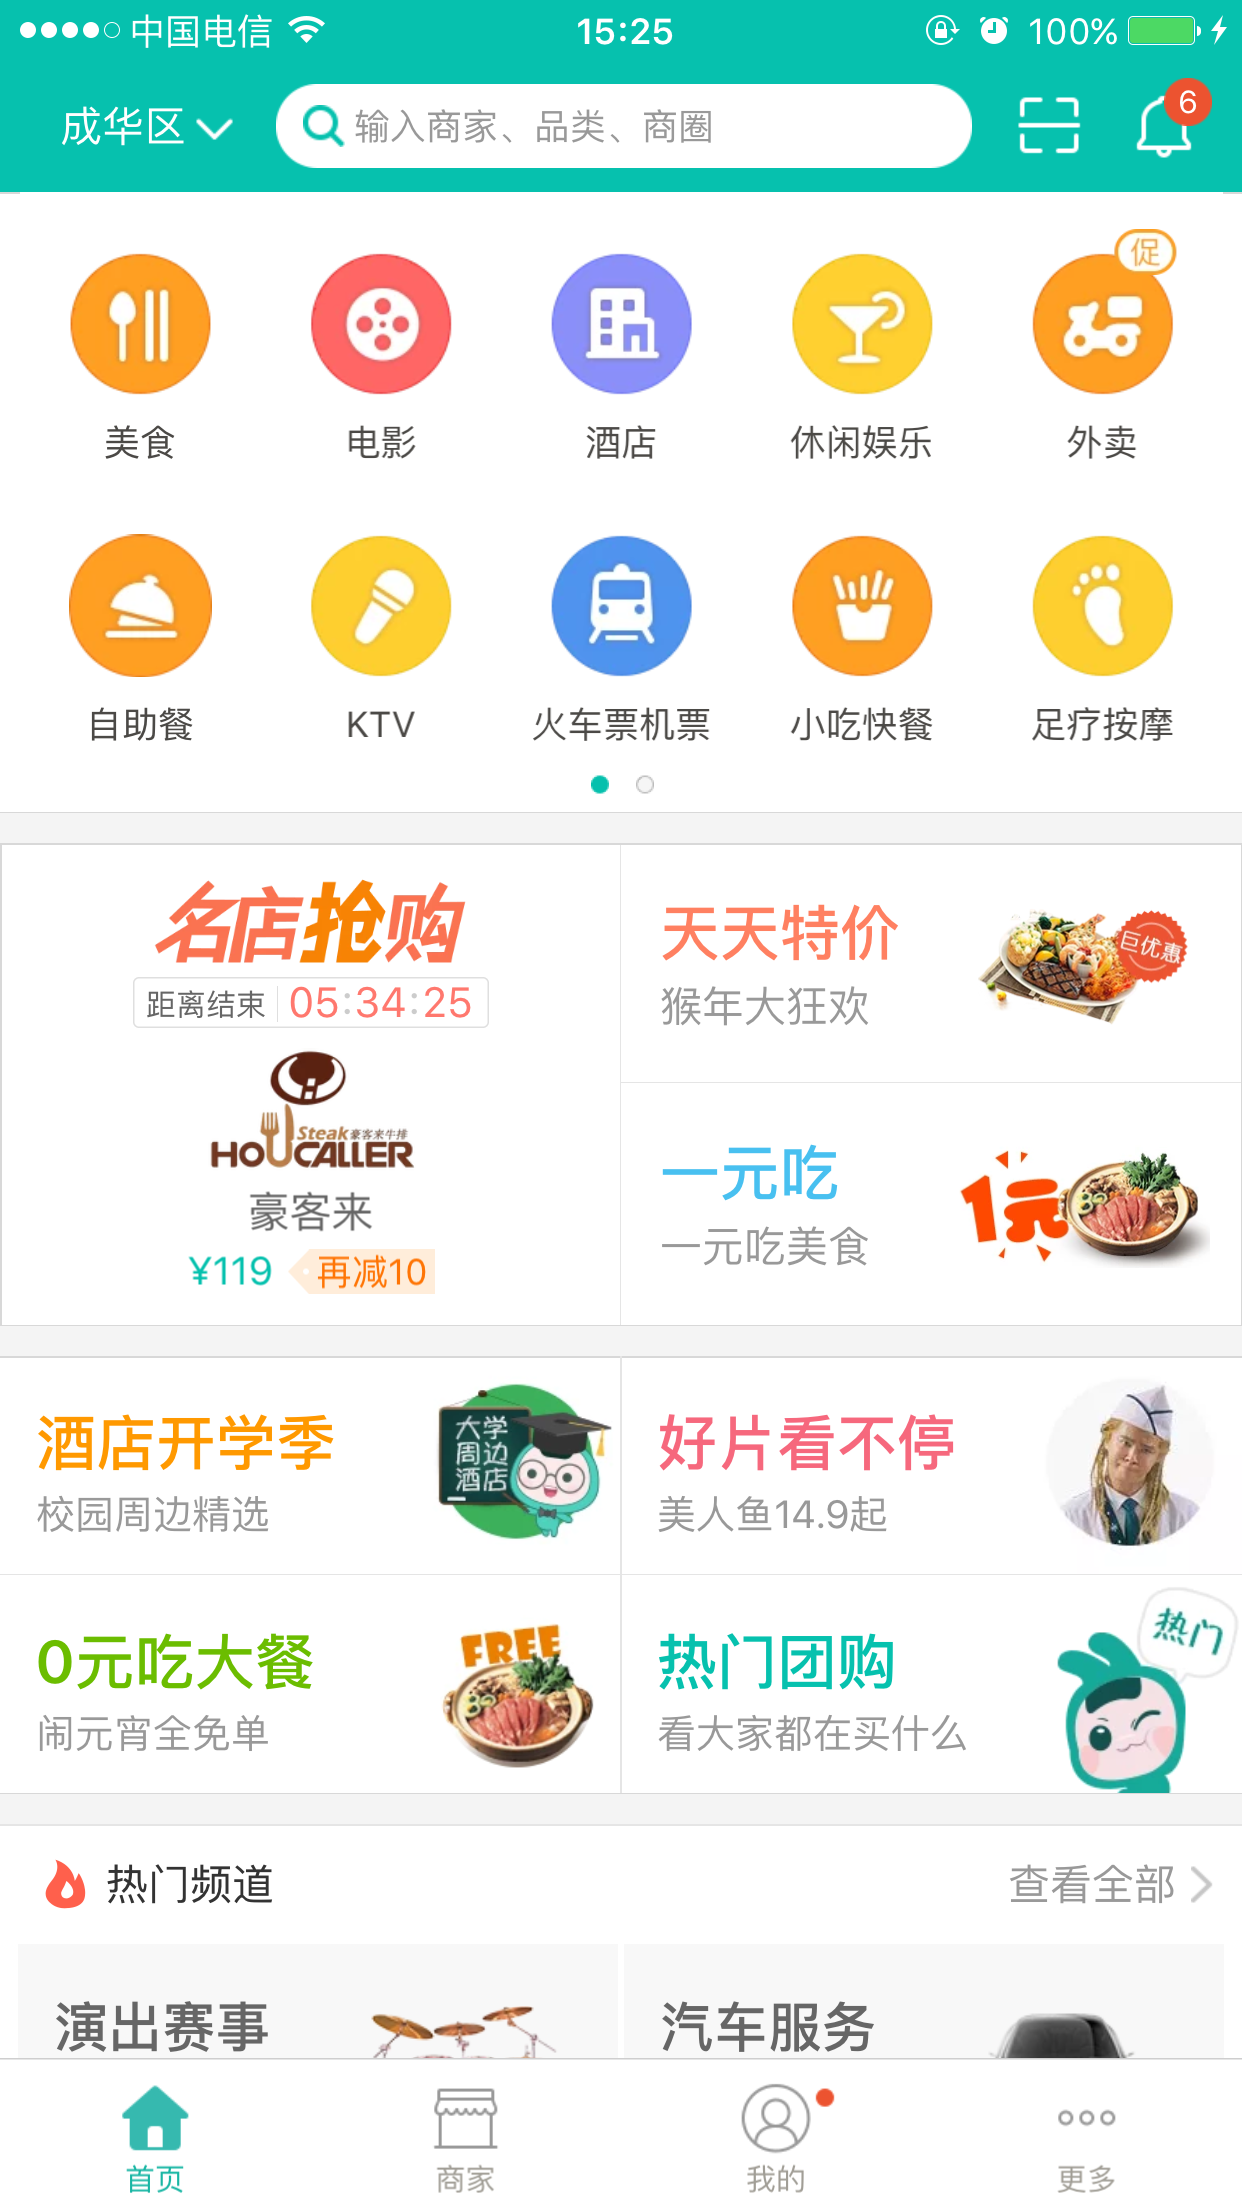 中国电信
15:25
100%
成华区
输入商家、品类、商圈
6
促
美食
电影
酒店
休闲娱乐
外卖
自助餐
KTV
火车票机票
小吃快餐
足疗按摩
名店抢购
距离结束 05:34:25
Steak豪客来牛排
HOUCALLER
豪客来
¥119 再减10
天天特价
猴年大狂欢
巨优惠
一元吃
一元吃美食
1元
酒店开学季
校园周边精选
大学
周边
酒店
好片看不停
美人鱼14.9起
0元吃大餐
闹元宵全免单
FREE
热门团购
看大家都在买什么
热门
热门频道
查看全部
演出赛事
汽车服务
首页
商家
我的
更多